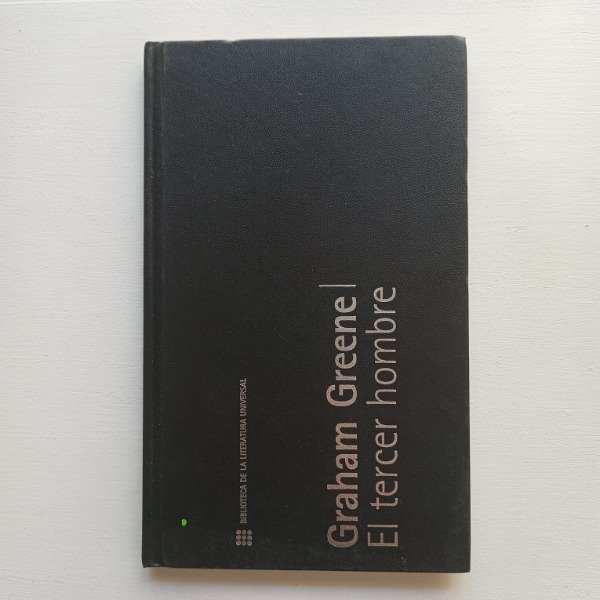 BIBLIOTECA DE LA LITERATURA UNIVERSAL
Graham Greene|
El tercer hombre